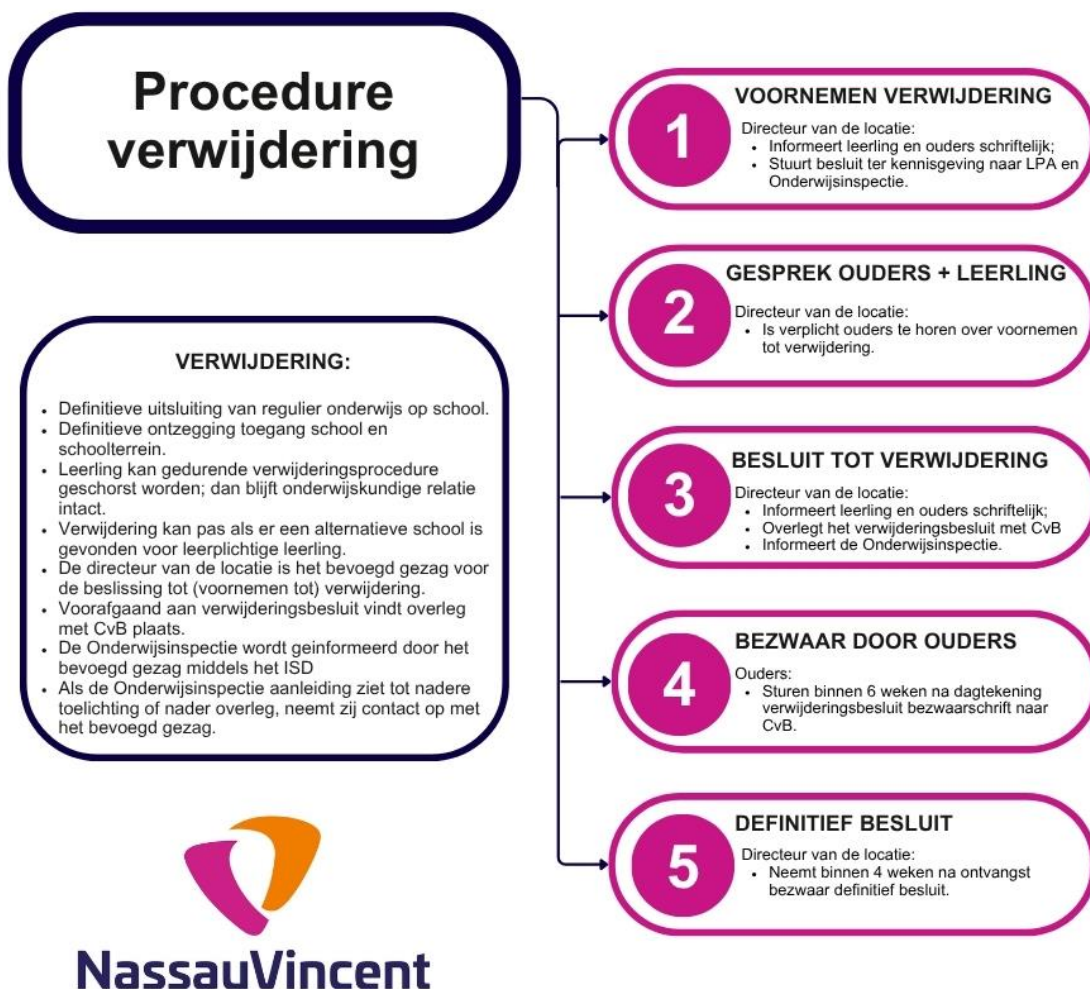 Procedure
verwijdering
VERWIJDERING:
• Definitieve uitsluiting van regulier onderwijs op school.
• Definitieve ontzegging toegang school en
schoolterrein.
• Leerling kan gedurende verwijderingsprocedure
geschorst worden; dan blijft onderwijskundige relatie
intact.
• Verwijdering kan pas als er een alternatieve school is
gevonden voor leerplichtige leerling.
• De directeur van de locatie is het bevoegd gezag voor
de beslissing tot (voornemen tot) verwijdering.
• Voorafgaand aan verwijderingsbesluit vindt overleg
met CvB plaats.
• De Onderwijsinspectie wordt geinformeerd door het
bevoegd gezag middels het ISD
• Als de Onderwijsinspectie aanleiding ziet tot nadere
toelichting of nader overleg, neemt zij contact op met
het bevoegd gezag.
NassauVincent
1
VOORNEMEN VERWIJDERING
Directeur van de locatie:
• Informeert leerling en ouders schriftelijk;
• Stuurt besluit ter kennisgeving naar LPA en
Onderwijsinspectie.
2
GESPREK OUDERS + LEERLING
Directeur van de locatie:
• Is verplicht ouders te horen over voornemen
tot verwijdering.
3
BESLUIT TOT VERWIJDERING
Directeur van de locatie:
• Informeert leerling en ouders schriftelijk;
• Overlegt het verwijderingsbesluit met CvB
• Informeert de Onderwijsinspectie.
4
BEZWAAR DOOR OUDERS
Ouders:
• Sturen binnen 6 weken na dagtekening
verwijderingsbesluit bezwaarschrift naar
CvB.
5
DEFINITIEF BESLUIT
Directeur van de locatie:
• Neemt binnen 4 weken na ontvangst
bezwaar definitief besluit.